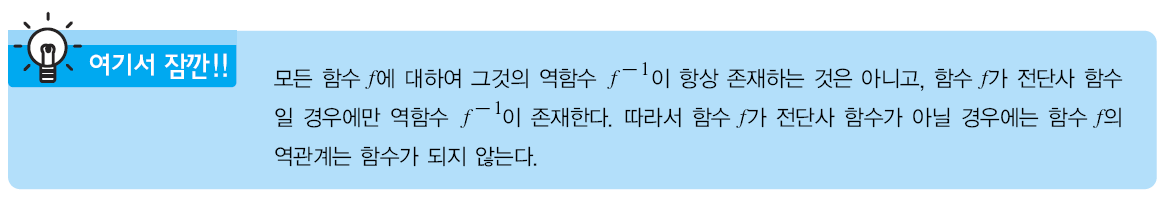 여기서 잠깐!!
모든 함수 f에 대하여 그것의 역함수 f⁻¹이 항상 존재하는 것은 아니고, 함수 f가 전단사 함수
일 경우에만 역함수 f⁻¹이 존재한다. 따라서 함수 f가 전단사 함수가 아닐 경우에는 함수 f의
역관계는 함수가 되지 않는다.